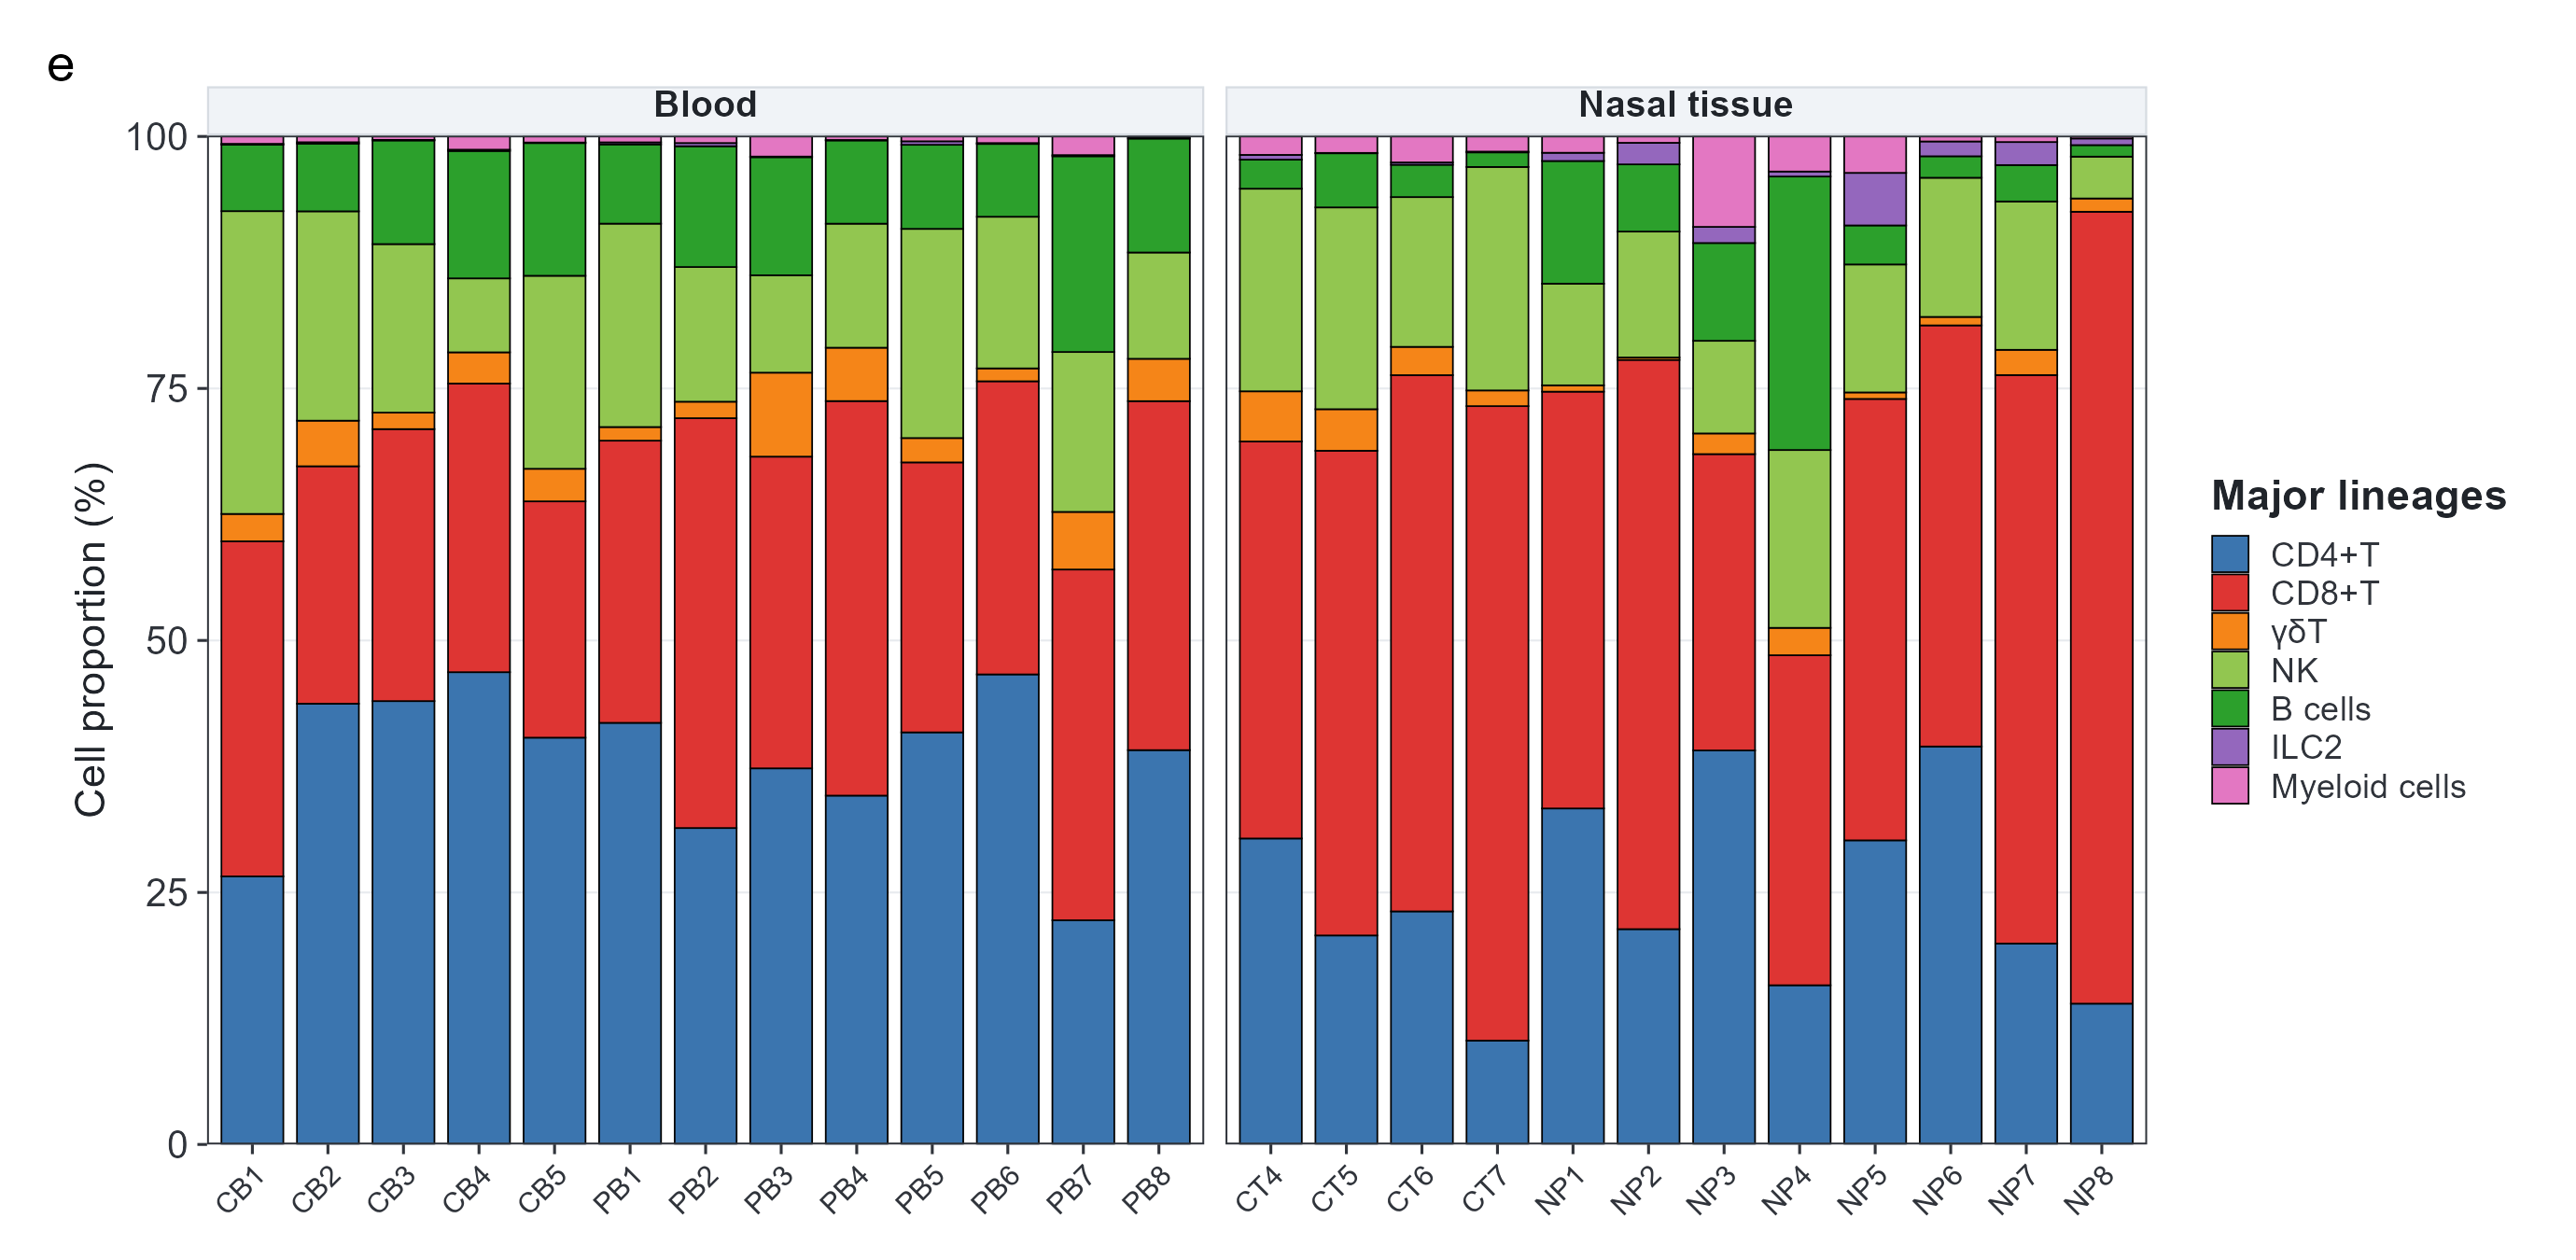 e
Blood
Nasal tissue
100
75
50
25
0
Cell proportion (%)
CB1 CB2 CB3 CB4 CB5 PB1 PB2 PB3 PB4 PB5 PB6 PB7 PB8 CT4 CT5 CT6 CT7 NP1 NP2 NP3 NP4 NP5 NP6 NP7 NP8
Major lineages
CD4+T
CD8+T
γδT
NK
B cells
ILC2
Myeloid cells